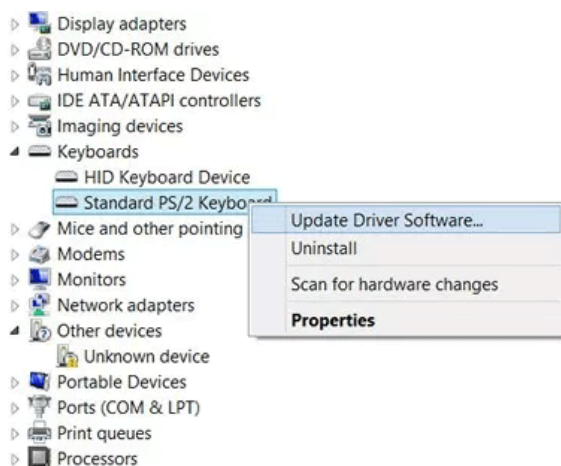 Display adapters
DVD/CD-ROM drives
Human Interface Devices
IDE ATA/ATAPI controllers
Imaging devices
Keyboards
HID Keyboard Device
Standard PS/2 Keyboard
Update Driver Software...
Uninstall
Scan for hardware changes
Properties
Mice and other pointing
Modems
Monitors
Network adapters
Other devices
Unknown device
Portable Devices
Ports (COM & LPT)
Print queues
Processors